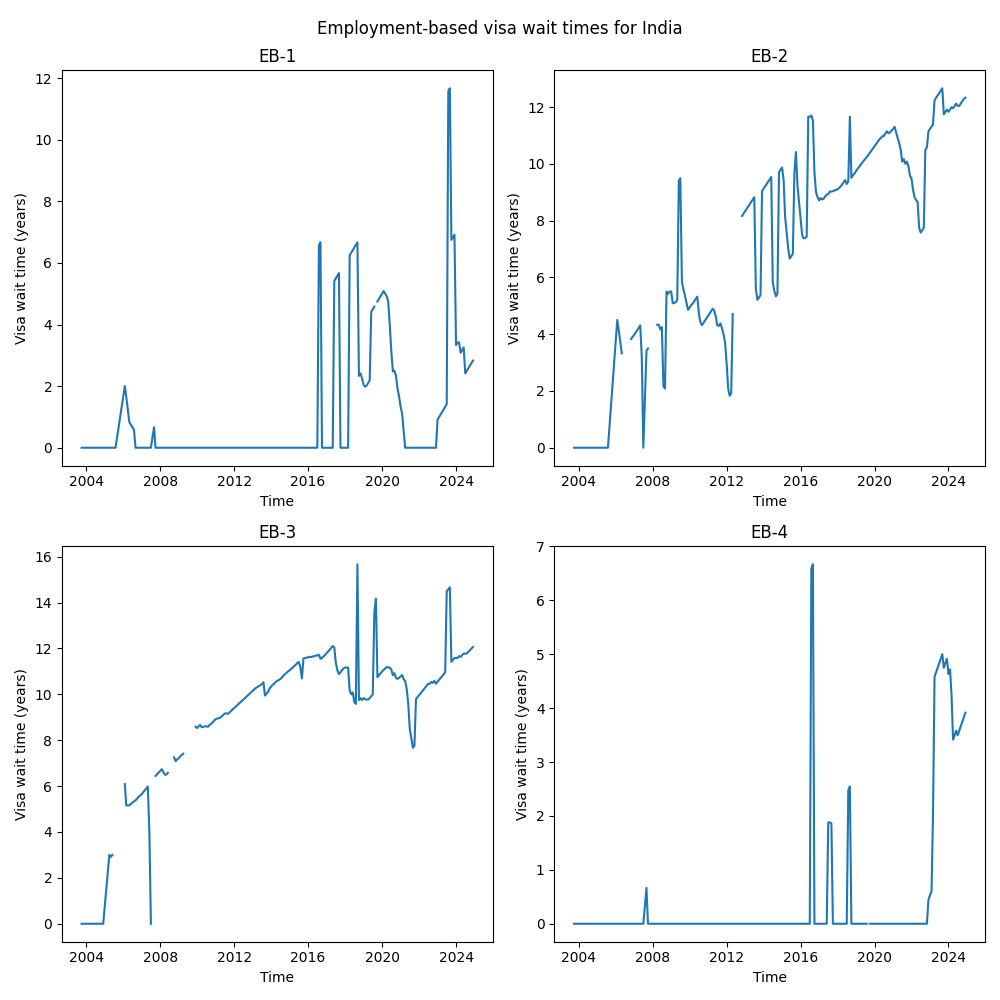 Employment-based visa wait times for India
EB-1
Visa wait time (years)
12
10
8
6
4
2
0
2004 2008 2012 2016 2020 2024
Time
EB-2
Visa wait time (years)
12
10
8
6
4
2
0
2004 2008 2012 2016 2020 2024
Time
EB-3
Visa wait time (years)
16
14
12
10
8
6
4
2
0
2004 2008 2012 2016 2020 2024
Time
EB-4
Visa wait time (years)
7
6
5
4
3
2
1
0
2004 2008 2012 2016 2020 2024
Time